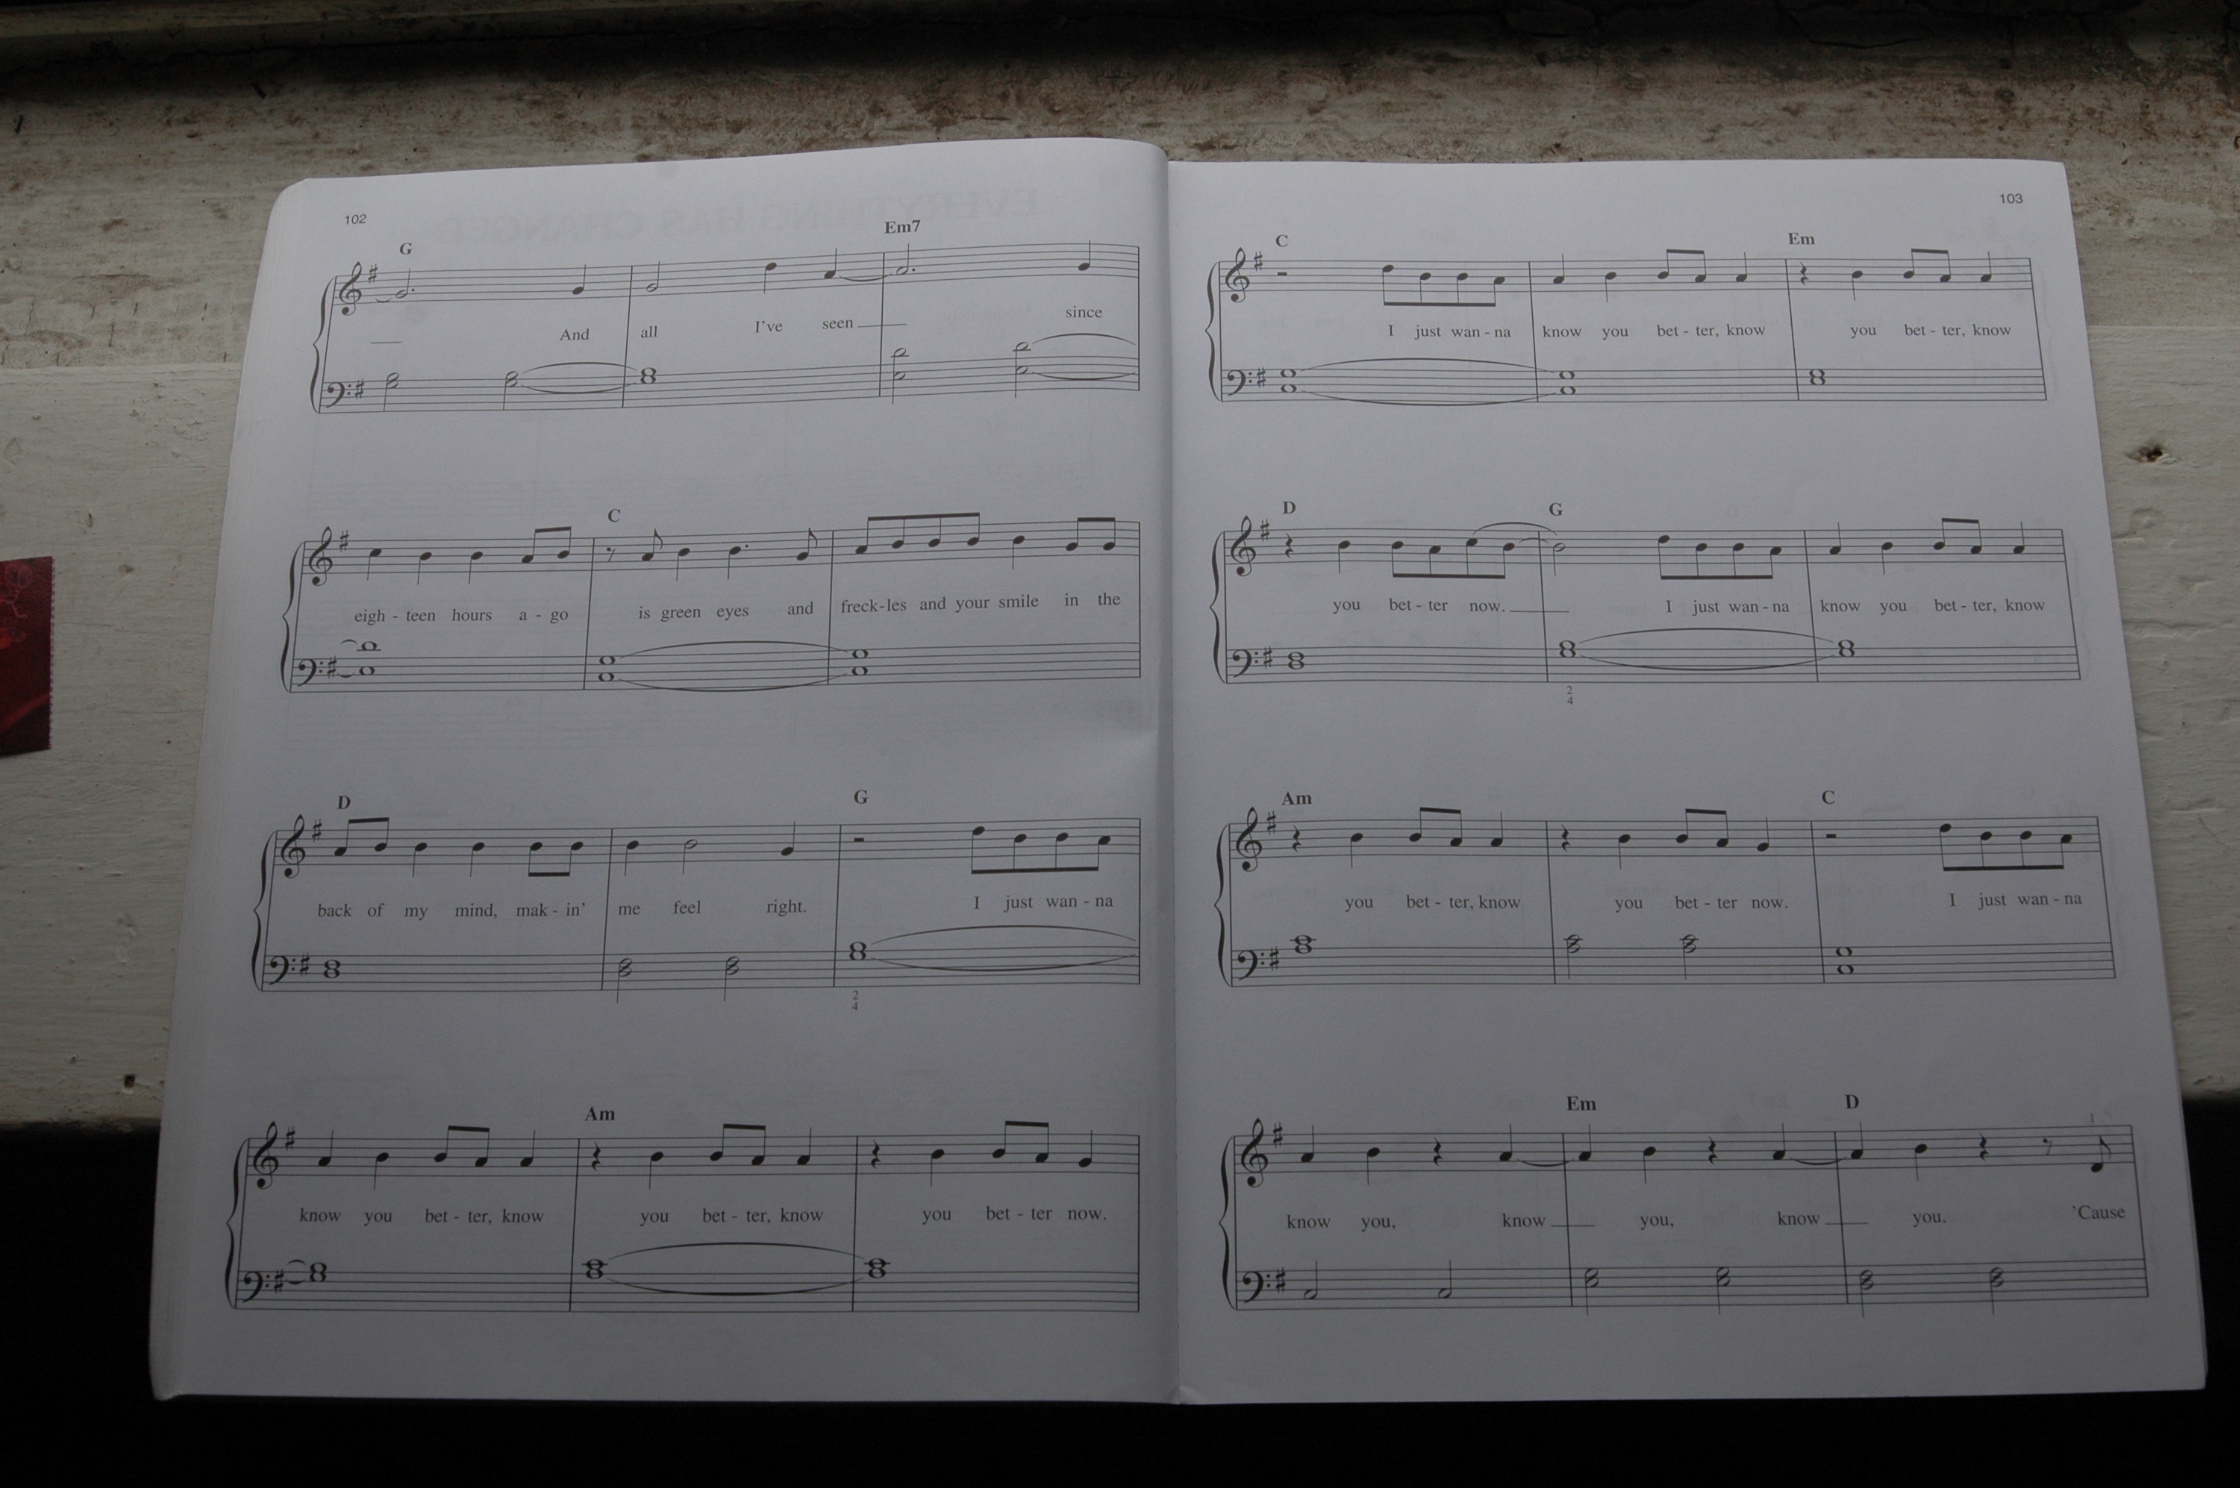 102
G Em7
And all I've seen since
C
eigh - teen hours a - go is green eyes and freck - les and your smile in the
D G
back of my mind, mak - in' me feel right. I just wan - na
2
4
Am
know you bet - ter, know you bet - ter, know you bet - ter now.
103
C Em
I just wan - na know you bet - ter, know you bet - ter, know
D G
you bet - ter now. I just wan - na know you bet - ter, know
2
4
Am C
you bet - ter, know you bet - ter now. I just wan - na
Em D
1
know you, know you, know you. 'Cause